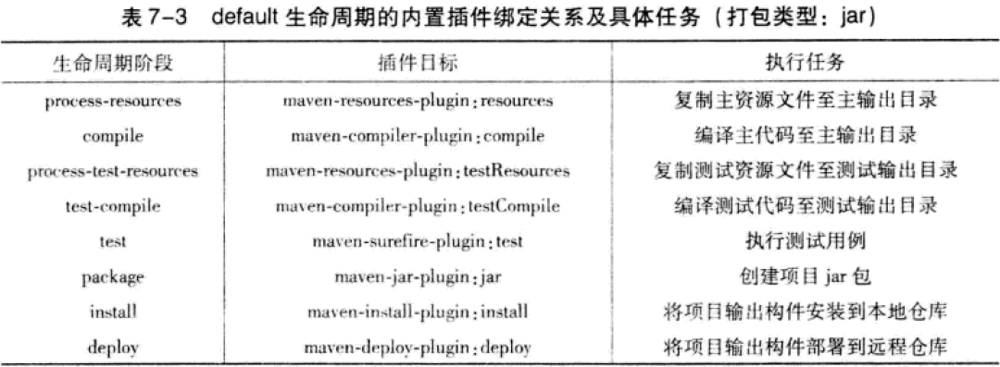 表 7-3 default 生命周期的内置插件绑定关系及具体任务（打包类型：jar）
生命周期阶段 插件目标 执行任务
process-resources maven-resources-plugin:resources 复制主资源文件至主输出目录
compile maven-compiler-plugin:compile 编译主代码至主输出目录
process-test-resources maven-resources-plugin:testResources 复制测试资源文件至测试输出目录
test-compile maven-compiler-plugin:testCompile 编译测试代码至测试输出目录
test maven-surefire-plugin:test 执行测试用例
package maven-jar-plugin:jar 创建项目 jar 包
install maven-install-plugin:install 将项目输出构件安装到本地仓库
deploy maven-deploy-plugin:deploy 将项目输出构件部署到远程仓库